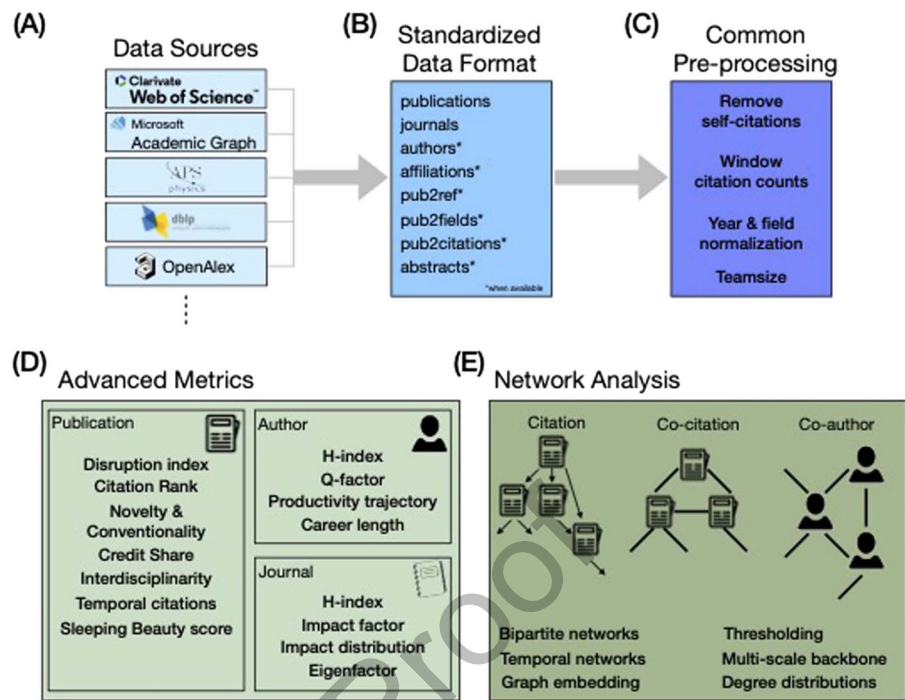 (A)
Data Sources
Clarivate
Web of Science™
Microsoft
Academic Graph
APS
physics
dblp
OpenAlex
(B)
Standardized
Data Format
publications
journals
authors*
affiliations*
pub2ref*
pub2fields*
pub2citations*
abstracts*
*when available
(C)
Common
Pre-processing
Remove
self-citations
Window
citation counts
Year & field
normalization
Teamsize
(D)
Advanced Metrics
Publication
Disruption index
Citation Rank
Novelty &
Conventionality
Credit Share
Interdisciplinarity
Temporal citations
Sleeping Beauty score
Author
H-index
Q-factor
Productivity trajectory
Career length
Journal
H-index
Impact factor
Impact distribution
Eigenfactor
(E)
Network Analysis
Citation
Co-citation
Co-author
Bipartite networks
Temporal networks
Graph embedding
Thresholding
Multi-scale backbone
Degree distributions
Proof